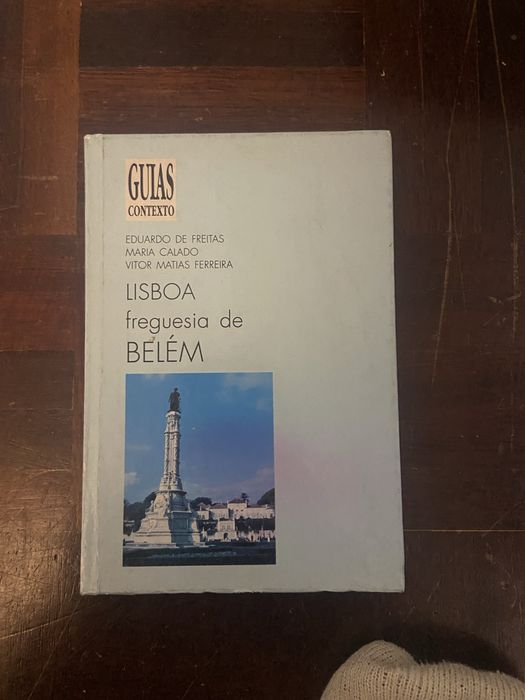 GUIAS
CONTEXTO
EDUARDO DE FREITAS
MARIA CALADO
VITOR MATIAS FERREIRA
LISBOA
freguesia de
BELÉM